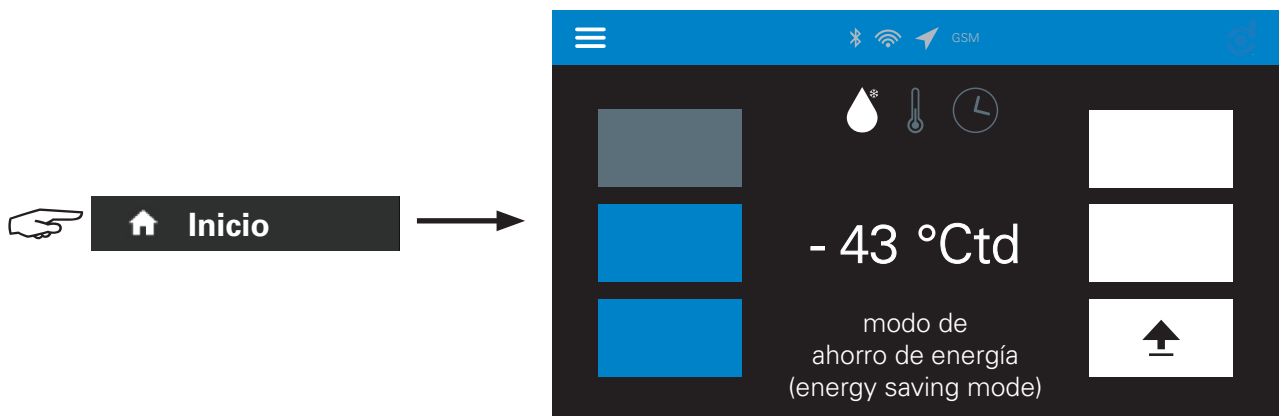 GSM
Inicio
- 43 °Ctd
modo de
ahorro de energía
(energy saving mode)